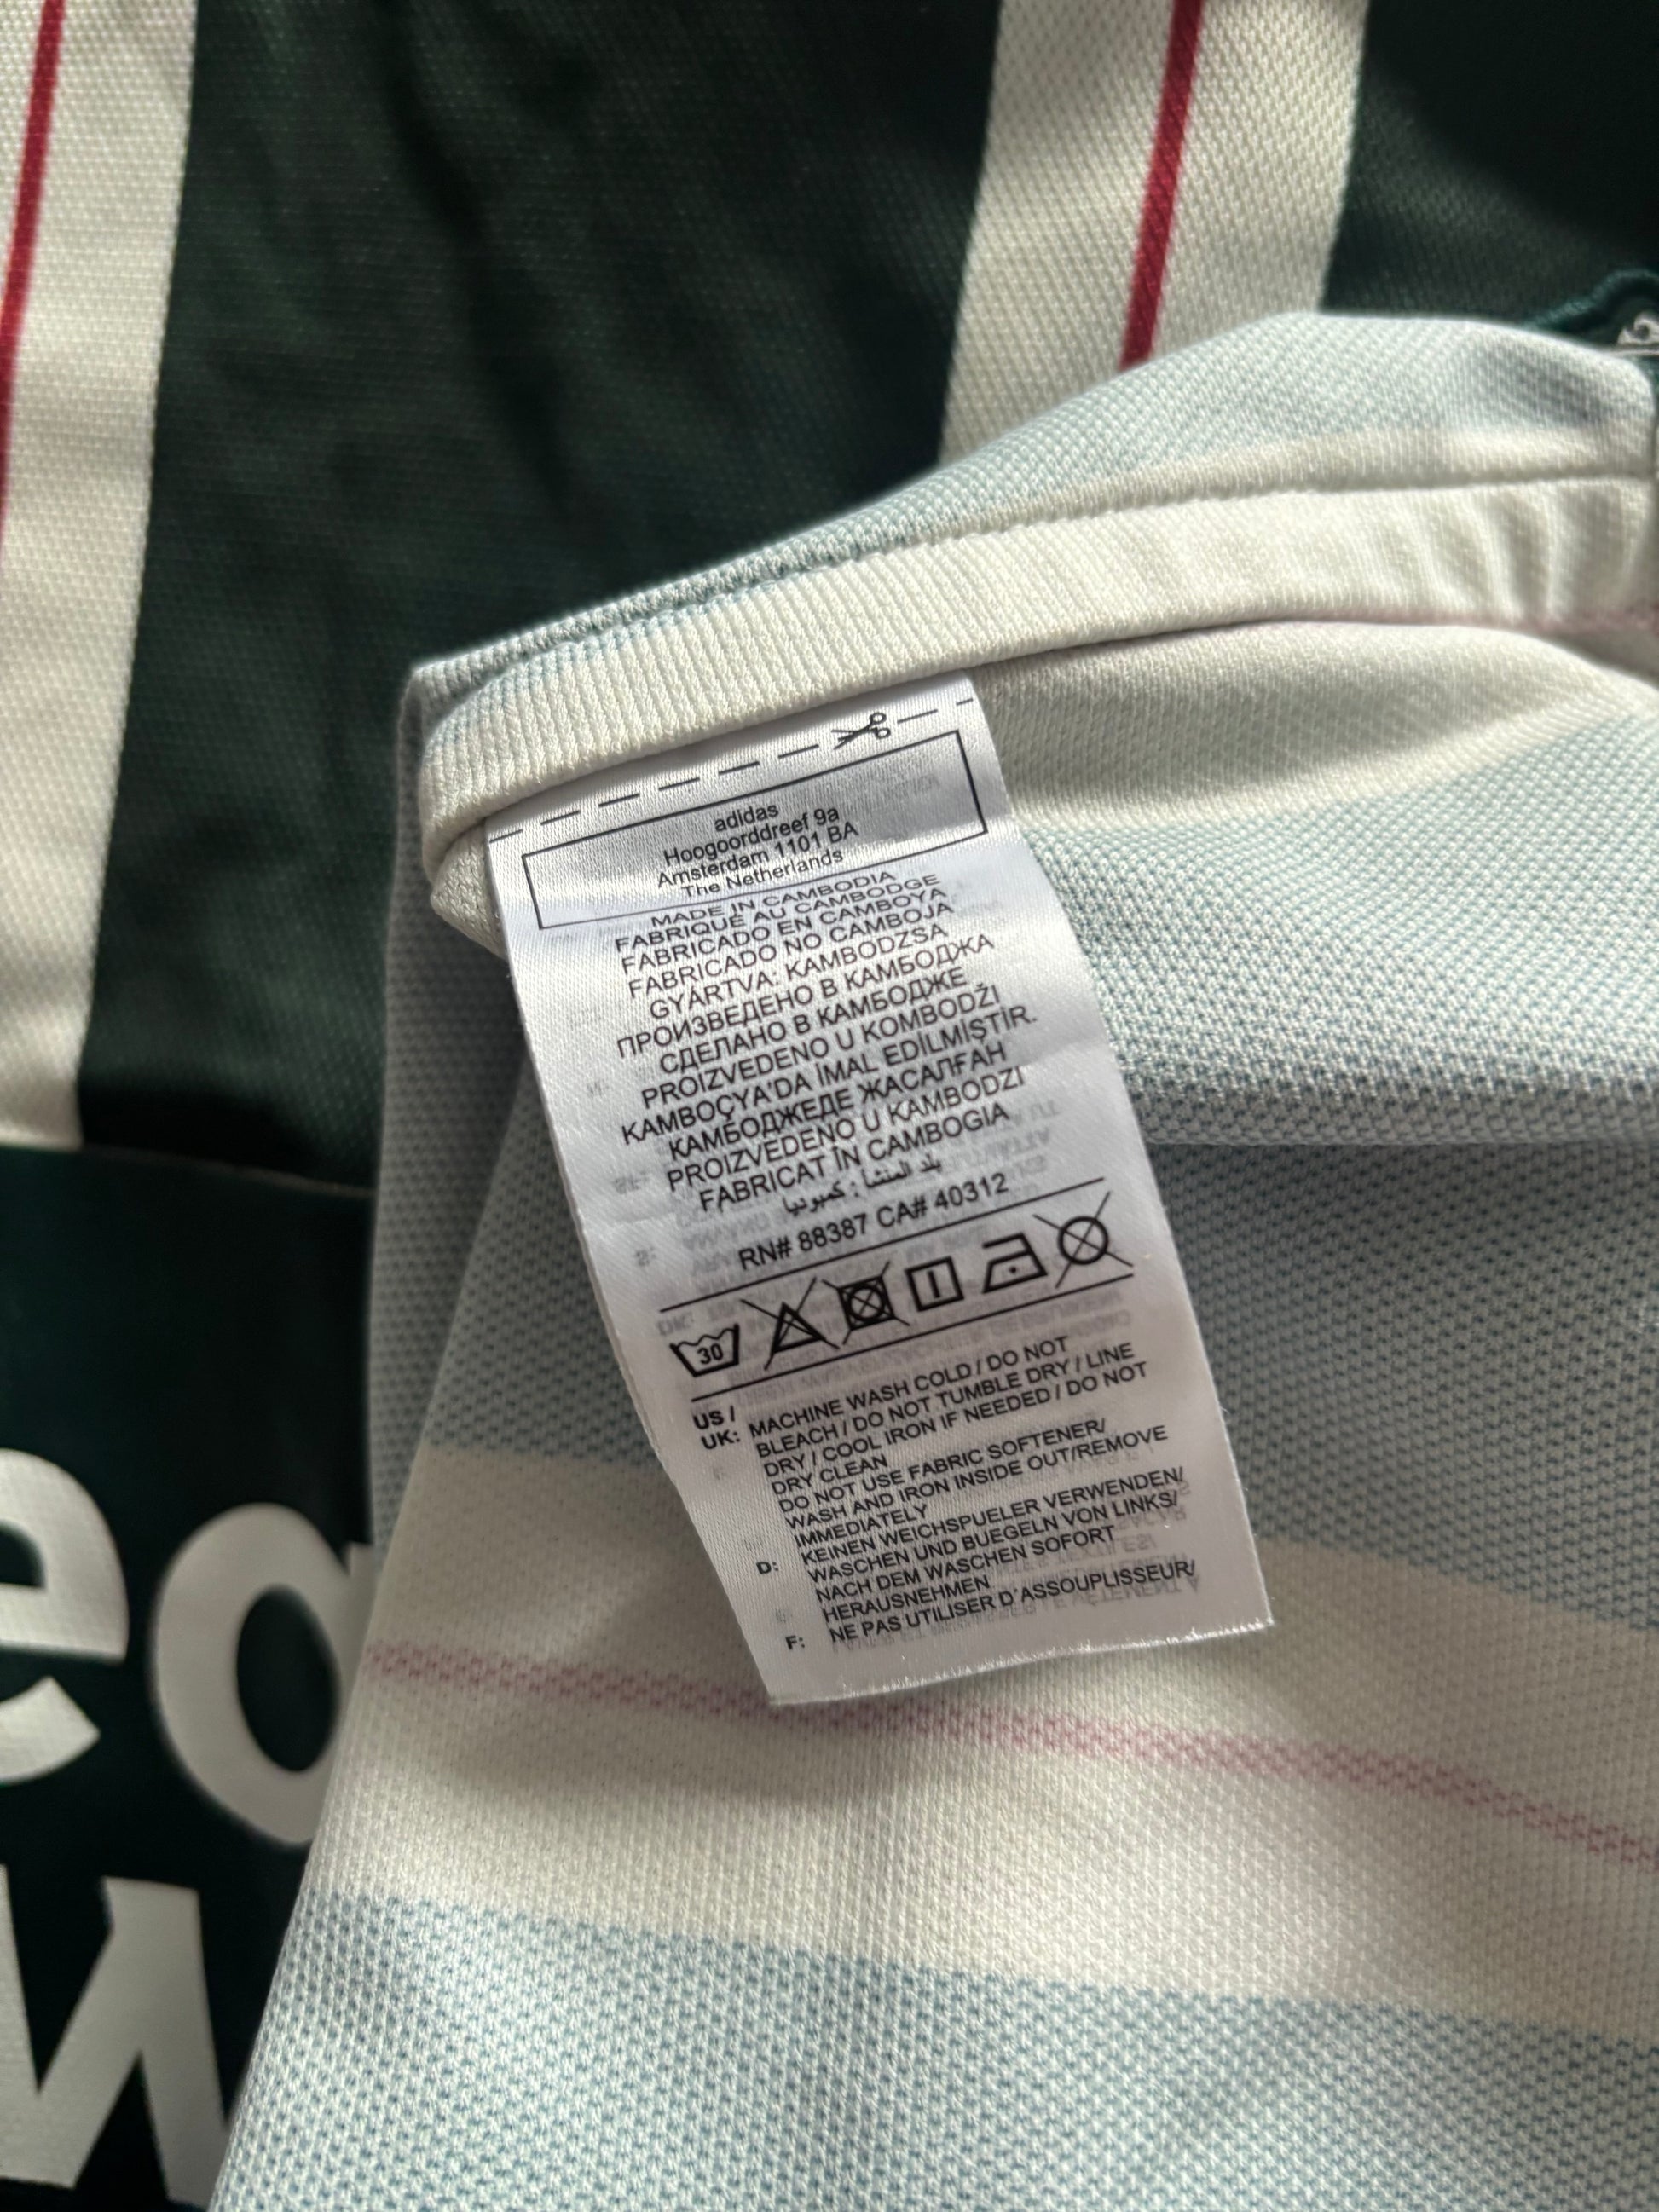 adidas
Hoogoorddreef 9a
Amsterdam 1101 BA
The Netherlands
MADE IN CAMBODIA
FABRIQUÉ AU CAMBODGE
FABRICADO EN CAMBOYA
FABRICADO NO CAMBOJA
GYÁRTVA: KAMBODZSA
ПРОИЗВЕДЕНО В КАМБОДЖА
СДЕЛАНО В КАМБОДЖЕ
PROIZVEDENO U KOMBODŽI
KAMBOÇYA'DA İMAL EDİLMİŞTİR.
КАМБОДЖЕДЕ ЖАСАЛҒАН
PROIZVEDENO U KAMBODZI
FABRICAT ÎN CAMBOGIA
بلد المنشا : كمبوديا
RN# 88387 CA# 40312
30
US / UK: MACHINE WASH COLD / DO NOT
BLEACH / DO NOT TUMBLE DRY / LINE
DRY / COOL IRON IF NEEDED / DO NOT
DRY CLEAN
DO NOT USE FABRIC SOFTENER/
WASH AND IRON INSIDE OUT/REMOVE
IMMEDIATELY
D: KEINEN WEICHSPUELER VERWENDEN/
WASCHEN UND BUEGELN VON LINKS/
NACH DEM WASCHEN SOFORT
HERAUSNEHMEN
F: NE PAS UTILISER D'ASSOUPLISSEUR/